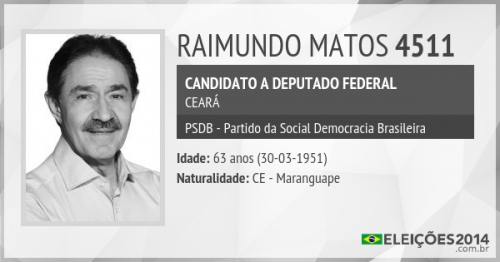 RAIMUNDO MATOS 4511
CANDIDATO A DEPUTADO FEDERAL
CEARÁ
PSDB - Partido da Social Democracia Brasileira
Idade: 63 anos (30-03-1951)
Naturalidade: CE - Maranguape
ELEIÇÕES2014
.com.br